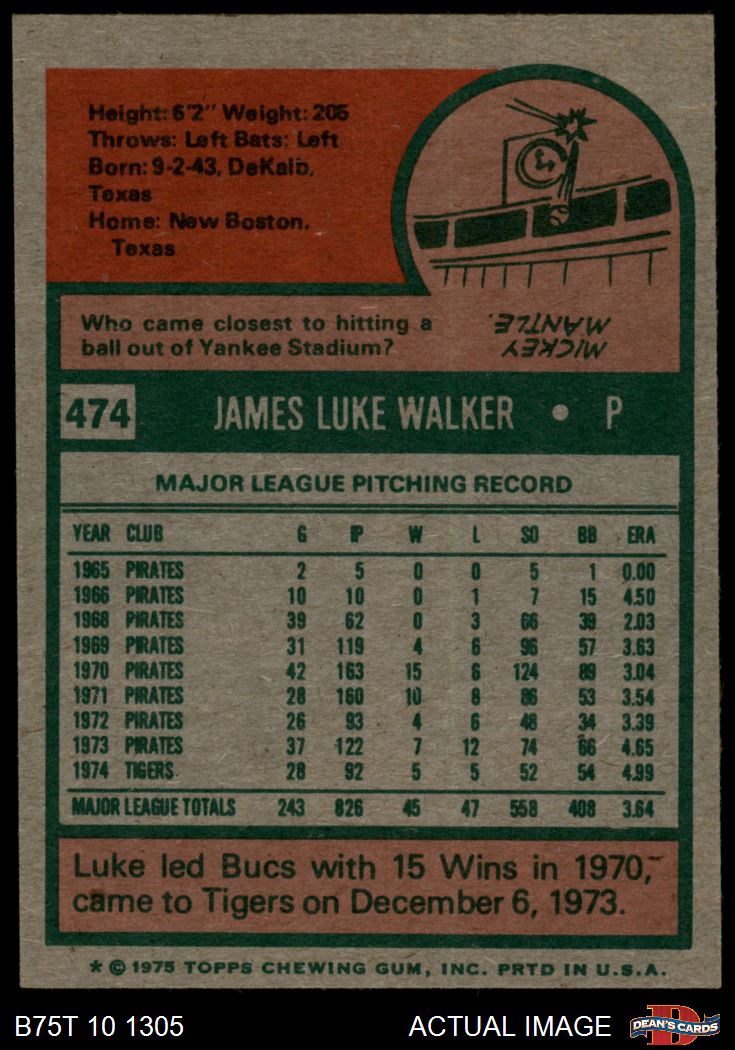 Height: 6'2" Weight: 205
Throws: Left Bats: Left
Born: 9-2-43, DeKalb,
Texas
Home: New Boston,
Texas
Who came closest to hitting a
ball out of Yankee Stadium?
MICKEY
MANTLE.
474 JAMES LUKE WALKER • P
MAJOR LEAGUE PITCHING RECORD
YEAR CLUB G IP W L SO BB ERA
1965 PIRATES 2 5 0 0 5 1 0.00
1966 PIRATES 10 10 0 1 7 15 4.50
1968 PIRATES 39 62 0 3 66 39 2.03
1969 PIRATES 31 119 4 6 96 57 3.63
1970 PIRATES 42 163 15 6 124 89 3.04
1971 PIRATES 28 160 10 8 86 53 3.54
1972 PIRATES 26 93 4 6 48 34 3.39
1973 PIRATES 37 122 7 12 74 66 4.65
1974 TIGERS 28 92 5 5 52 54 4.99
MAJOR LEAGUE TOTALS 243 826 45 47 558 408 3.64
Luke led Bucs with 15 Wins in 1970,
came to Tigers on December 6, 1973.
* © 1975 TOPPS CHEWING GUM, INC. PRTD IN U.S.A.
B75T 10 1305 ACTUAL IMAGE D DEAN'S CARDS